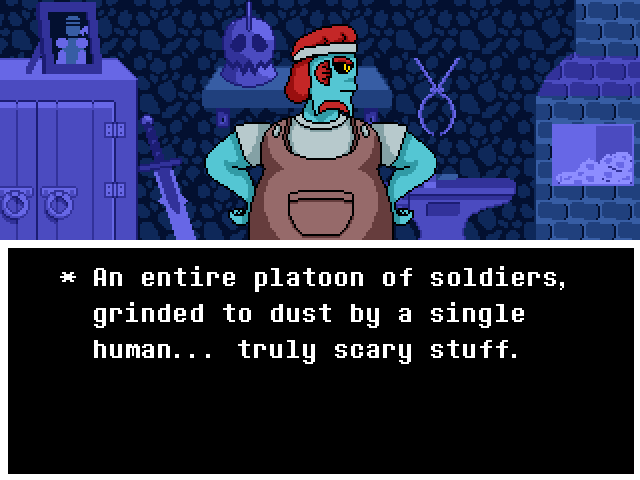 * An entire platoon of soldiers,
grinded to dust by a single
human... truly scary stuff.